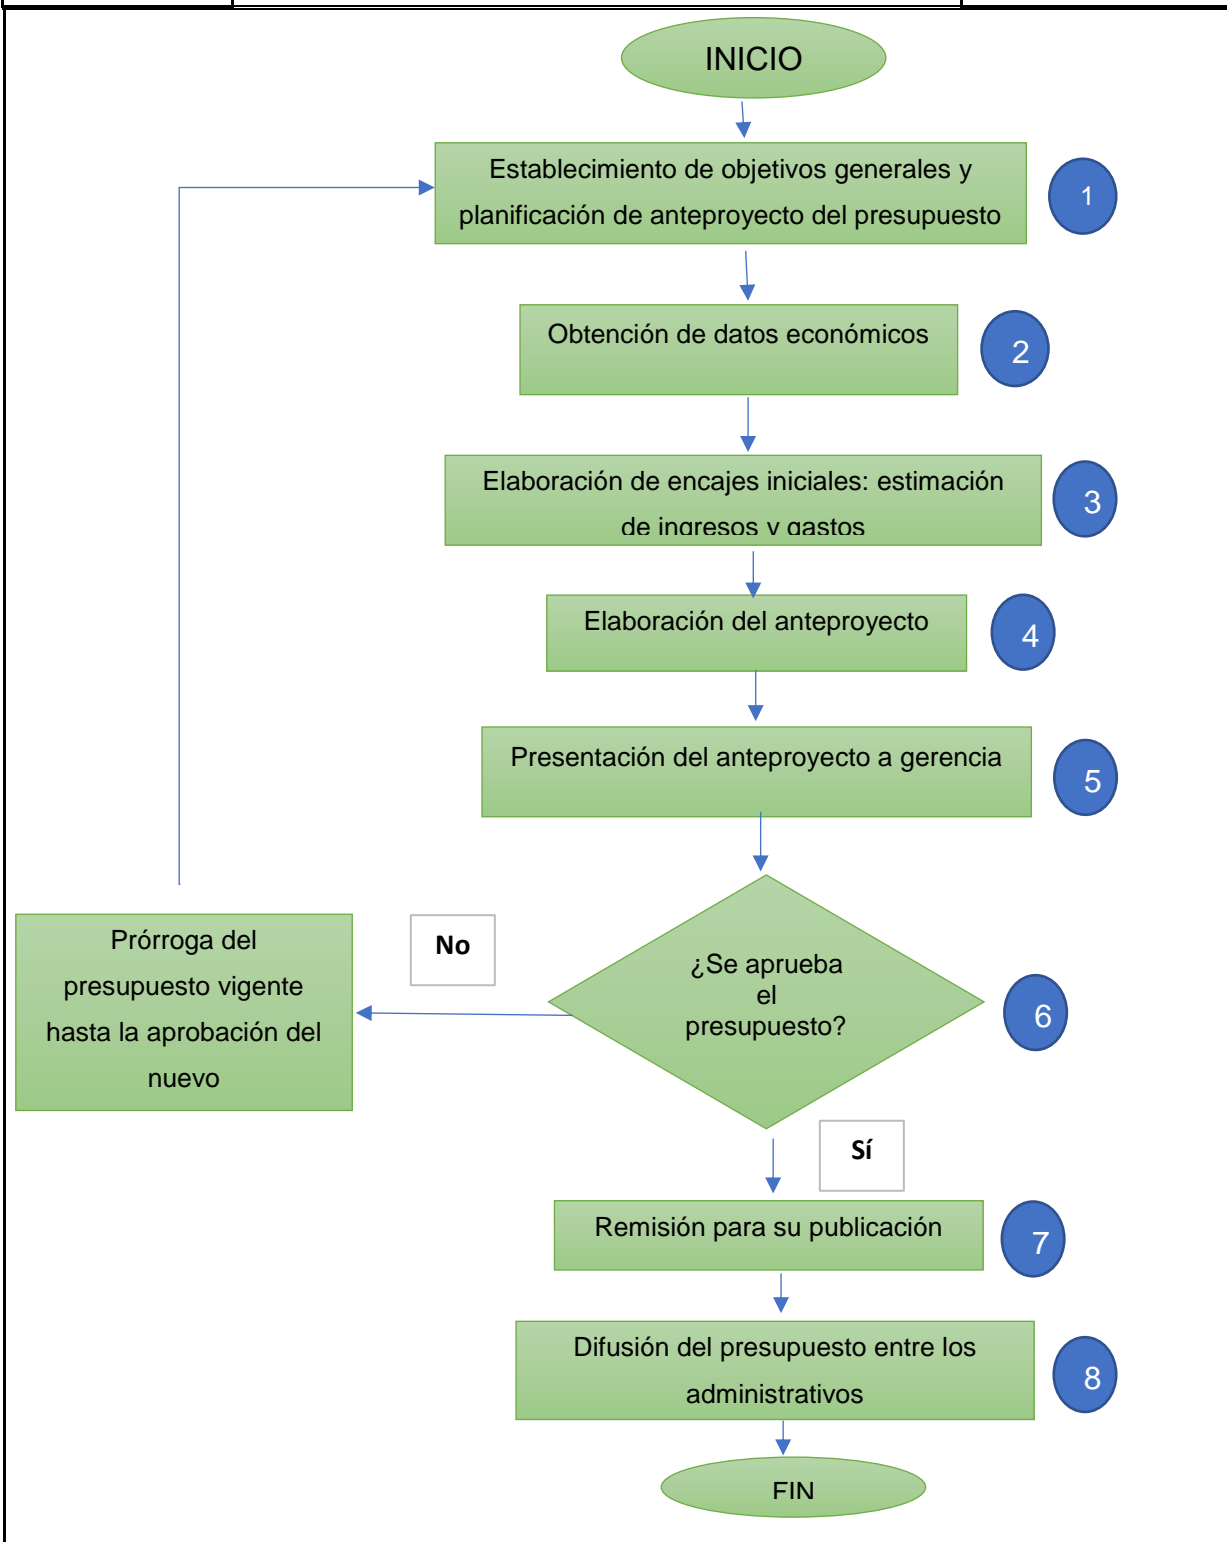 INICIO
Establecimiento de objetivos generales y
planificación de anteproyecto del presupuesto
1
Obtención de datos económicos
2
Elaboración de encajes iniciales: estimación
de ingresos y gastos
3
Elaboración del anteproyecto
4
Presentación del anteproyecto a gerencia
5
¿Se aprueba
el
presupuesto?
6
No
Prórroga del
presupuesto vigente
hasta la aprobación del
nuevo
Sí
Remisión para su publicación
7
Difusión del presupuesto entre los
administrativos
8
FIN